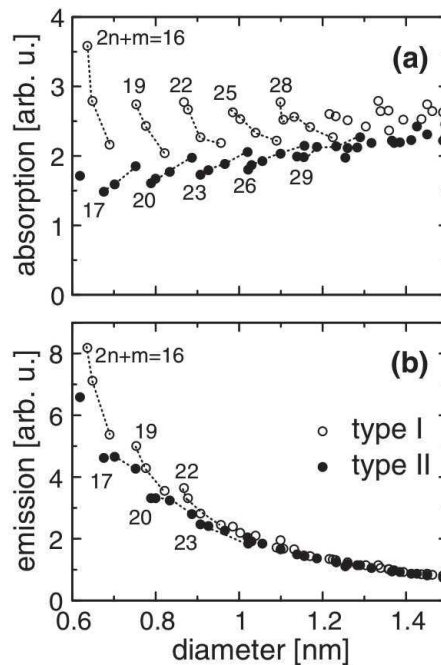 absorption [arb. u.]
4
3
2
1
0
2n+m=16
19
22
25
28
17
20
23
26
29
(a)
emission [arb. u.]
8
6
4
2
0
2n+m=16
19
22
17
20
23
(b)
type I
type II
0.6 0.8 1.0 1.2 1.4
diameter [nm]